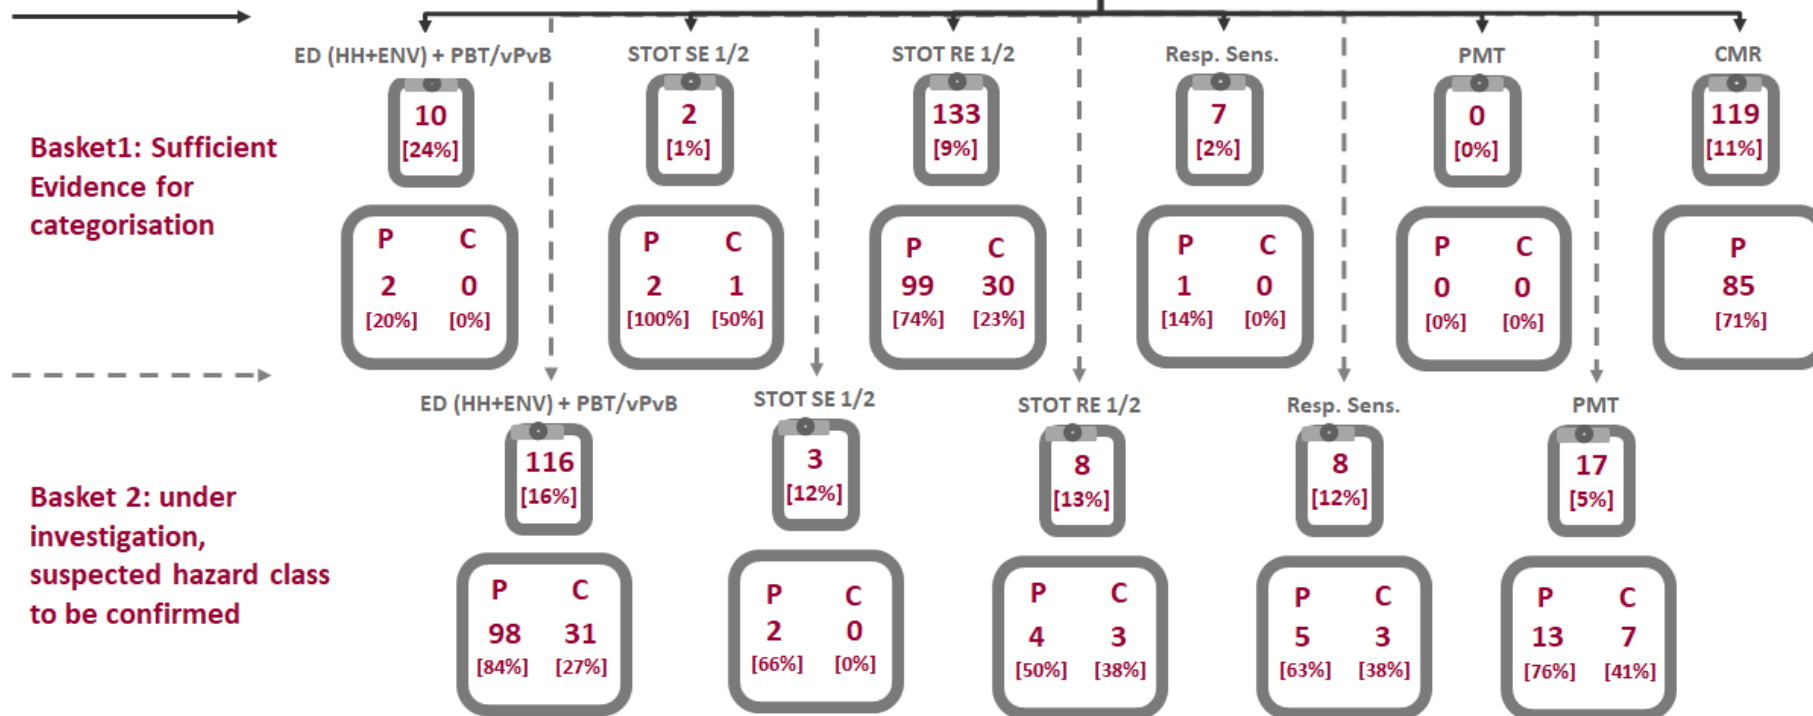 ED (HH+ENV) + PBT/vPvB STOT SE 1/2 STOT RE 1/2 Resp. Sens. PMT CMR
10 2 133 7 0 119
[24%] [1%] [9%] [2%] [0%] [11%]
Basket1: Sufficient
Evidence for
categorisation
P C P C P C P C P C P
2 0 2 1 99 30 1 0 0 0 85
[20%] [0%] [100%] [50%] [74%] [23%] [14%] [0%] [0%] [0%] [71%]
ED (HH+ENV) + PBT/vPvB STOT SE 1/2 STOT RE 1/2 Resp. Sens. PMT
116 3 8 8 17
[16%] [12%] [13%] [12%] [5%]
Basket 2: under
investigation,
suspected hazard class
to be confirmed
P C P C P C P C P C
98 31 2 0 4 3 5 3 13 7
[84%] [27%] [66%] [0%] [50%] [38%] [63%] [38%] [76%] [41%]